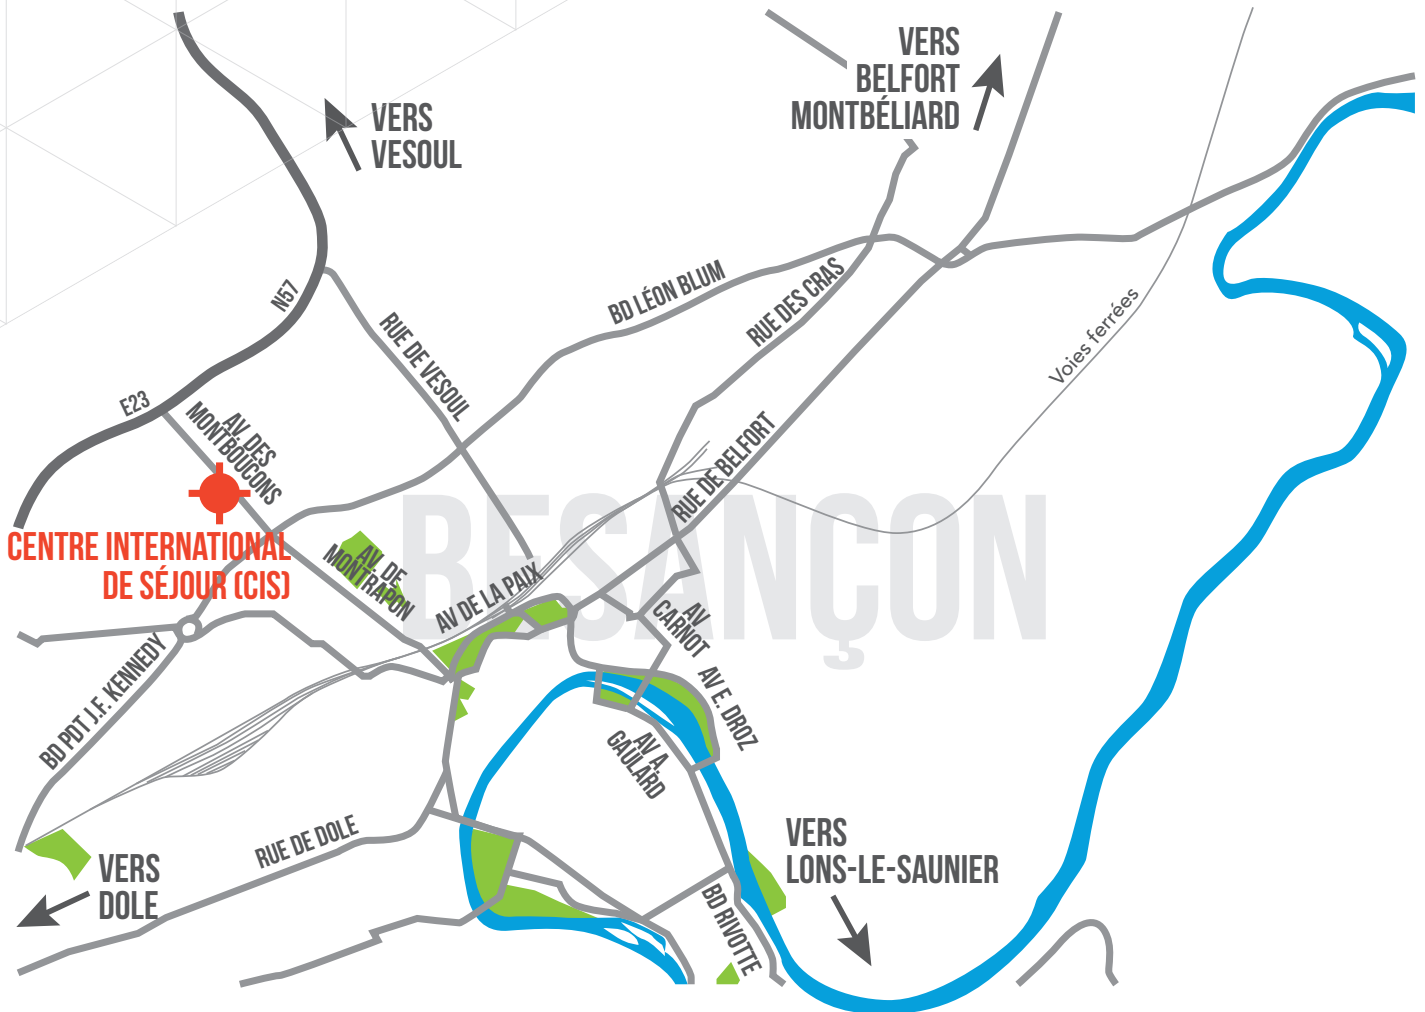 VERS
BELFORT
MONTBÉLIARD
VERS
VESOUL
N57
E23
RUE DE VESOUL
BD LÉON BLUM
RUE DES CRAS
Voies ferrées
AV. DES
MONTBOUCONS
RUE DE BELFORT
BESANÇON
CENTRE INTERNATIONAL
DE SÉJOUR (CIS)
AV. DE
MONTRAPON
AV DE LA PAIX
AV
CARNOT
AV E. DROZ
BD PDT J.F. KENNEDY
AV A.
GAULARD
RUE DE DOLE
VERS
DOLE
VERS
LONS-LE-SAUNIER
BD RIVOTTE